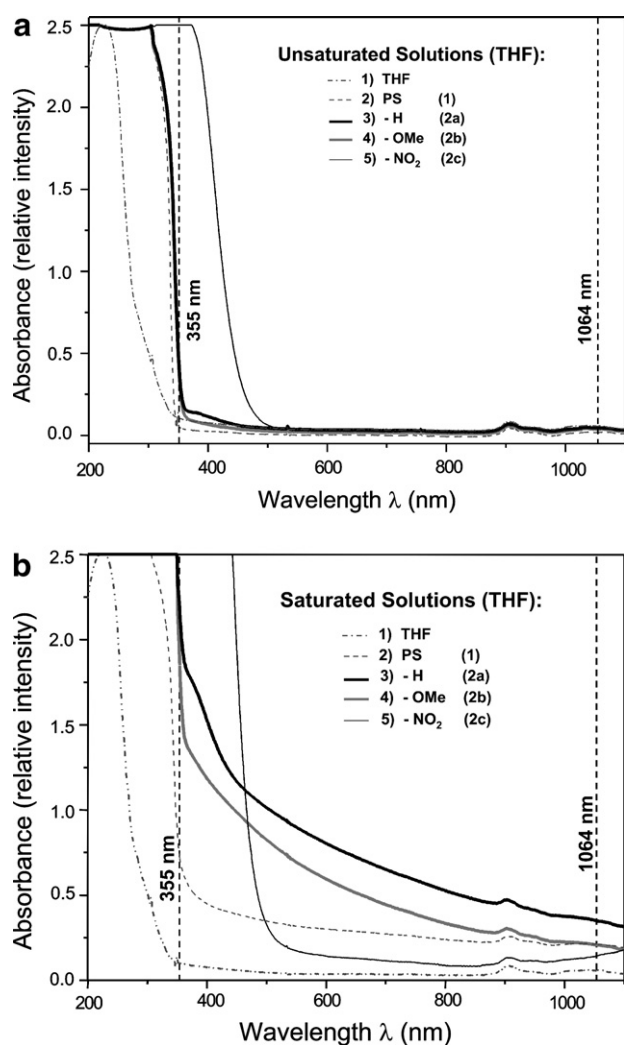 a
Absorbance (relative intensity)
2.5
2.0
1.5
1.0
0.5
0.0
Unsaturated Solutions (THF):
1) THF
2) PS (1)
3) - H (2a)
4) - OMe (2b)
5) - NO₂ (2c)
355 nm
1064 nm
200 400 600 800 1000
Wavelength λ (nm)
b
Absorbance (relative intensity)
2.5
2.0
1.5
1.0
0.5
0.0
Saturated Solutions (THF):
1) THF
2) PS (1)
3) - H (2a)
4) - OMe (2b)
5) - NO₂ (2c)
355 nm
1064 nm
200 400 600 800 1000
Wavelength λ (nm)